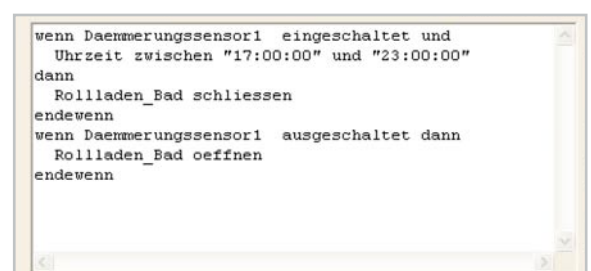 wenn Daemmerungssensor1  eingeschaltet und
  Uhrzeit zwischen "17:00:00" und "23:00:00"
dann
  Rollladen_Bad schliessen
endewenn
wenn Daemmerungssensor1  ausgeschaltet dann
  Rollladen_Bad oeffnen
endewenn